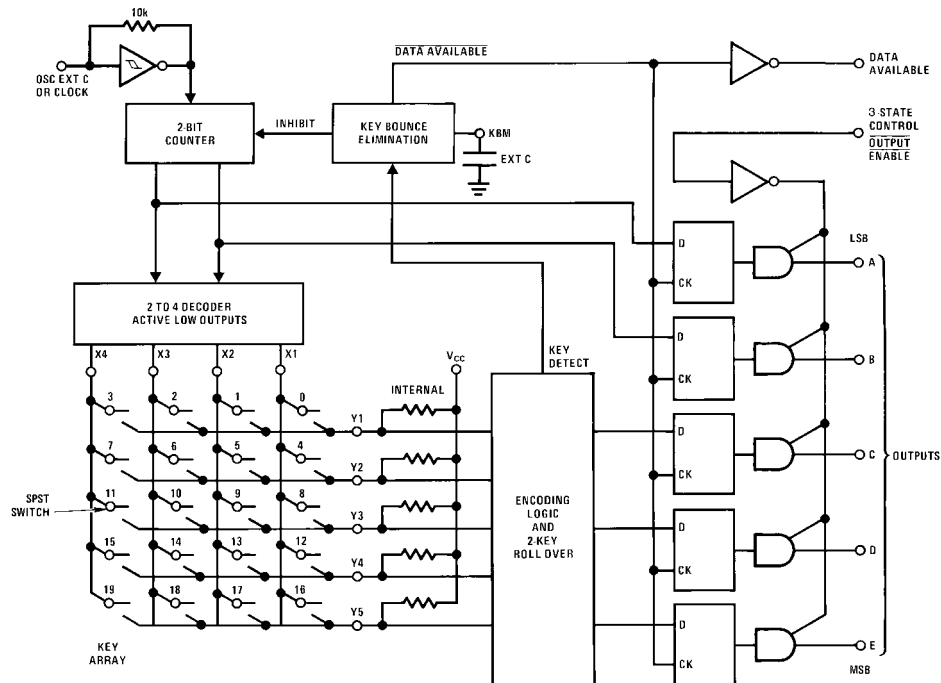 10k
OSC EXT C
OR CLOCK
2-BIT
COUNTER
INHIBIT
DATA AVAILABLE
KEY BOUNCE
ELIMINATION
KBM
EXT C
DATA
AVAILABLE
3-STATE
CONTROL
OUTPUT
ENABLE
2 TO 4 DECODER
ACTIVE LOW OUTPUTS
X4 X3 X2 X1
3 2 1 0 Y1
7 6 5 4 Y2
11 10 9 8 Y3
15 14 13 12 Y4
19 18 17 16 Y5
SPST
SWITCH
KEY
ARRAY
INTERNAL
VCC
KEY
DETECT
ENCODING
LOGIC
AND
2-KEY
ROLL OVER
D
CK
D
CK
D
CK
D
CK
D
CK
LSB
A
B
C
D
E
MSB
OUTPUTS